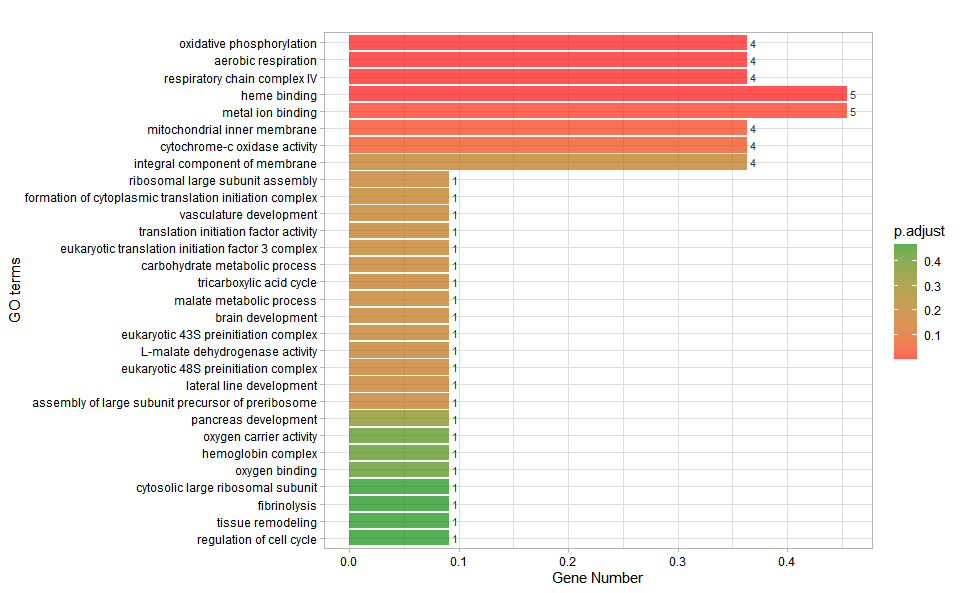 oxidative phosphorylation 4
aerobic respiration 4
respiratory chain complex IV 4
heme binding 5
metal ion binding 5
mitochondrial inner membrane 4
cytochrome-c oxidase activity 4
integral component of membrane 4
ribosomal large subunit assembly 1
formation of cytoplasmic translation initiation complex 1
vasculature development 1
translation initiation factor activity 1
eukaryotic translation initiation factor 3 complex 1
carbohydrate metabolic process 1
tricarboxylic acid cycle 1
malate metabolic process 1
brain development 1
eukaryotic 43S preinitiation complex 1
L-malate dehydrogenase activity 1
eukaryotic 48S preinitiation complex 1
lateral line development 1
assembly of large subunit precursor of preribosome 1
pancreas development 1
oxygen carrier activity 1
hemoglobin complex 1
oxygen binding 1
cytosolic large ribosomal subunit 1
fibrinolysis 1
tissue remodeling 1
regulation of cell cycle 1
GO terms
0.0 0.1 0.2 0.3 0.4
Gene Number
p.adjust
0.4
0.3
0.2
0.1